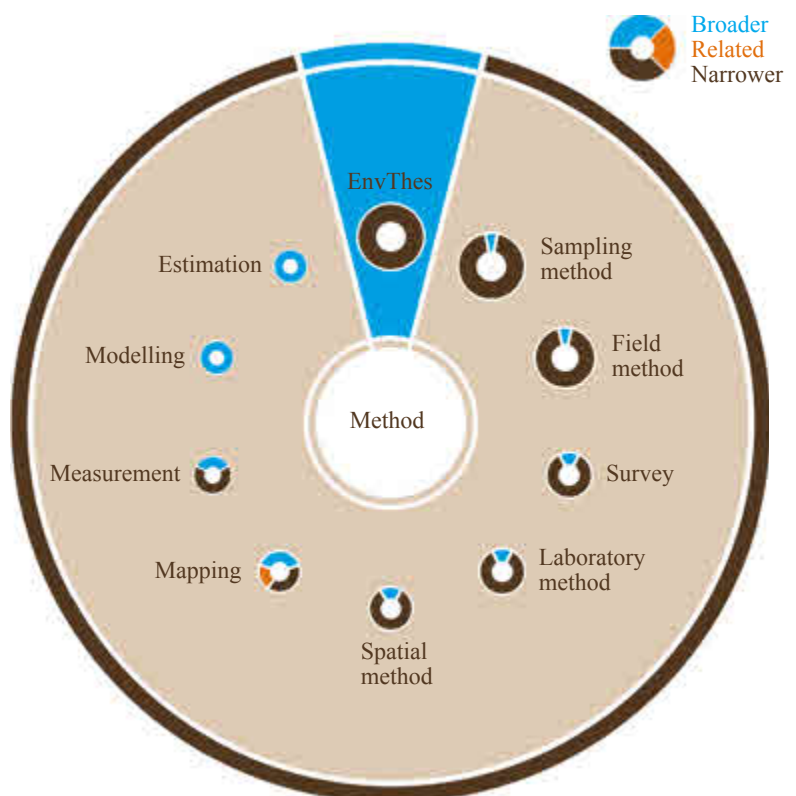 Broader
Related
Narrower
EnvThes
Sampling
method
Estimation
Field
method
Modelling
Method
Measurement
Survey
Mapping
Laboratory
method
Spatial
method